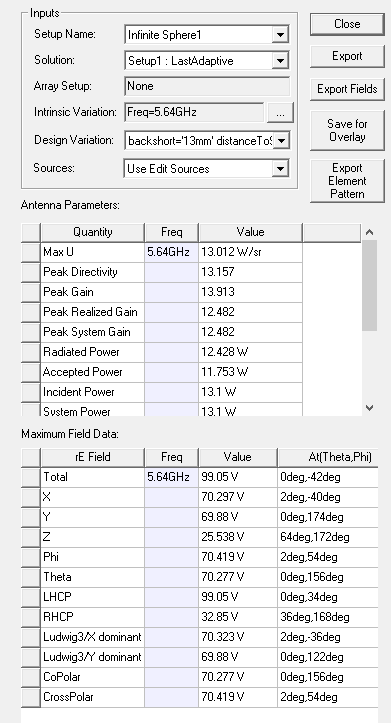 Inputs
Setup Name: Infinite Sphere1
Close
Solution: Setup1 : LastAdaptive
Export
Array Setup: None
Export Fields
Intrinsic Variation: Freq=5.64GHz ...
Save for
Overlay
Design Variation: backshort='13mm' distanceToS
Sources: Use Edit Sources
Export
Element
Pattern
Antenna Parameters:
Quantity Freq Value
Max U 5.64GHz 13.012 W/sr
Peak Directivity 13.157
Peak Gain 13.913
Peak Realized Gain 12.482
Peak System Gain 12.482
Radiated Power 12.428 W
Accepted Power 11.753 W
Incident Power 13.1 W
System Power 13.1 W
Maximum Field Data:
rE Field Freq Value At(Theta,Phi)
Total 5.64GHz 99.05 V 0deg,-42deg
X 70.297 V 2deg,-40deg
Y 69.88 V 0deg,174deg
Z 25.538 V 64deg,172deg
Phi 70.419 V 2deg,54deg
Theta 70.277 V 0deg,156deg
LHCP 99.05 V 0deg,34deg
RHCP 32.85 V 36deg,168deg
Ludwig3/X dominant 70.323 V 2deg,-36deg
Ludwig3/Y dominant 69.88 V 0deg,122deg
CoPolar 70.277 V 0deg,156deg
CrossPolar 70.419 V 2deg,54deg